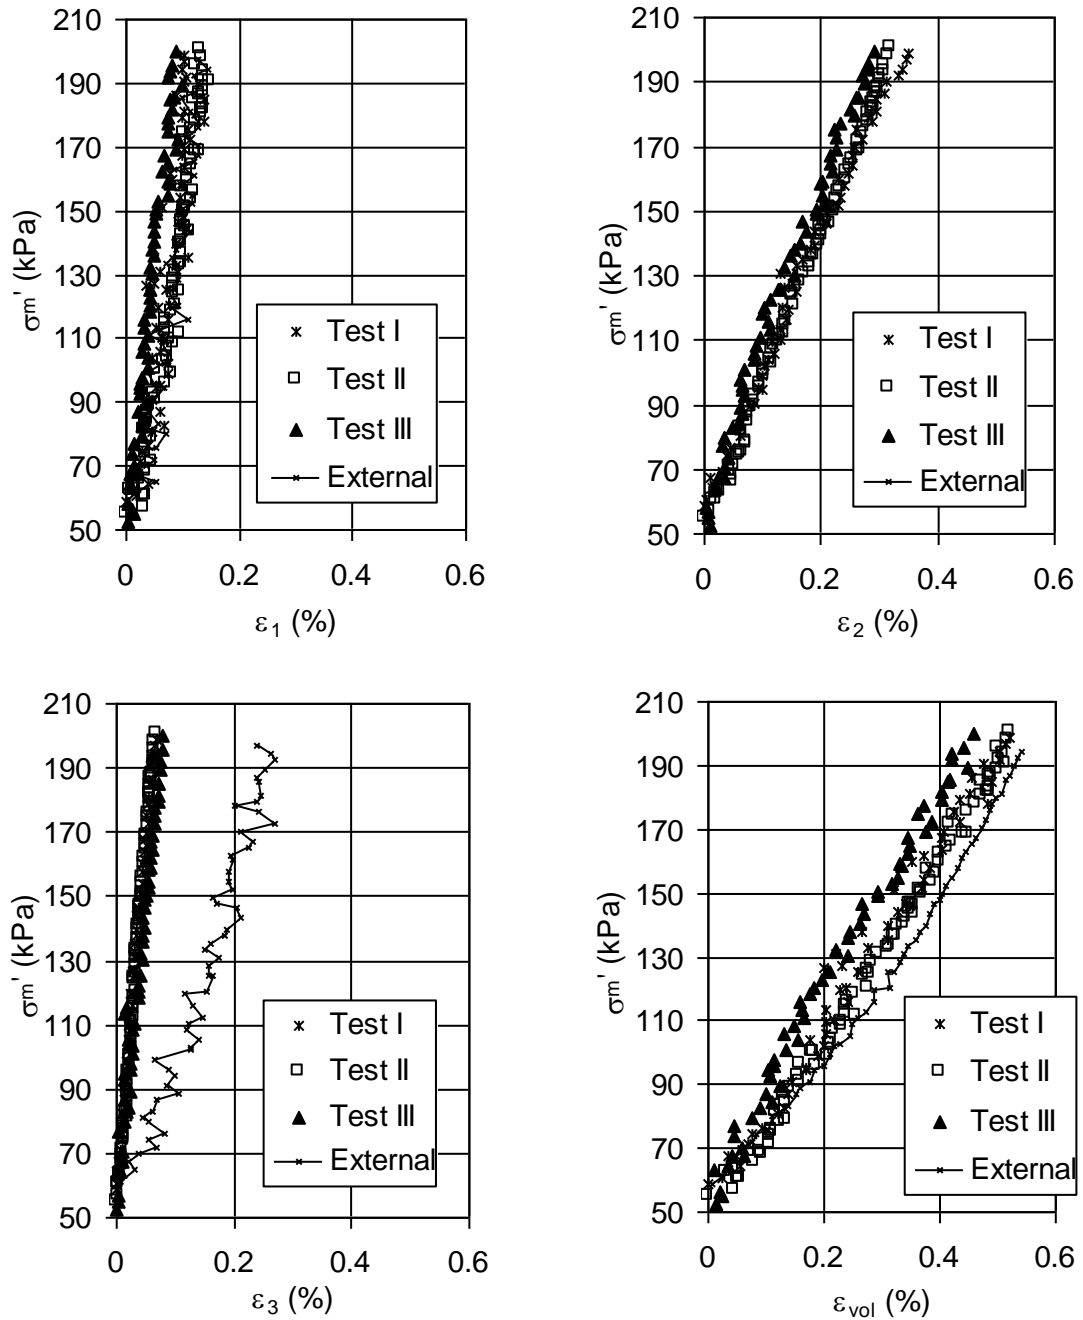 210
190
170
150
130
110
90
70
50
σm' (kPa)
Test I
Test II
Test III
External
0 0.2 0.4 0.6
ε1 (%)
210
190
170
150
130
110
90
70
50
σm' (kPa)
Test I
Test II
Test III
External
0 0.2 0.4 0.6
ε2 (%)
210
190
170
150
130
110
90
70
50
σm' (kPa)
Test I
Test II
Test III
External
0 0.2 0.4 0.6
ε3 (%)
210
190
170
150
130
110
90
70
50
σm' (kPa)
Test I
Test II
Test III
External
0 0.2 0.4 0.6
εvol (%)